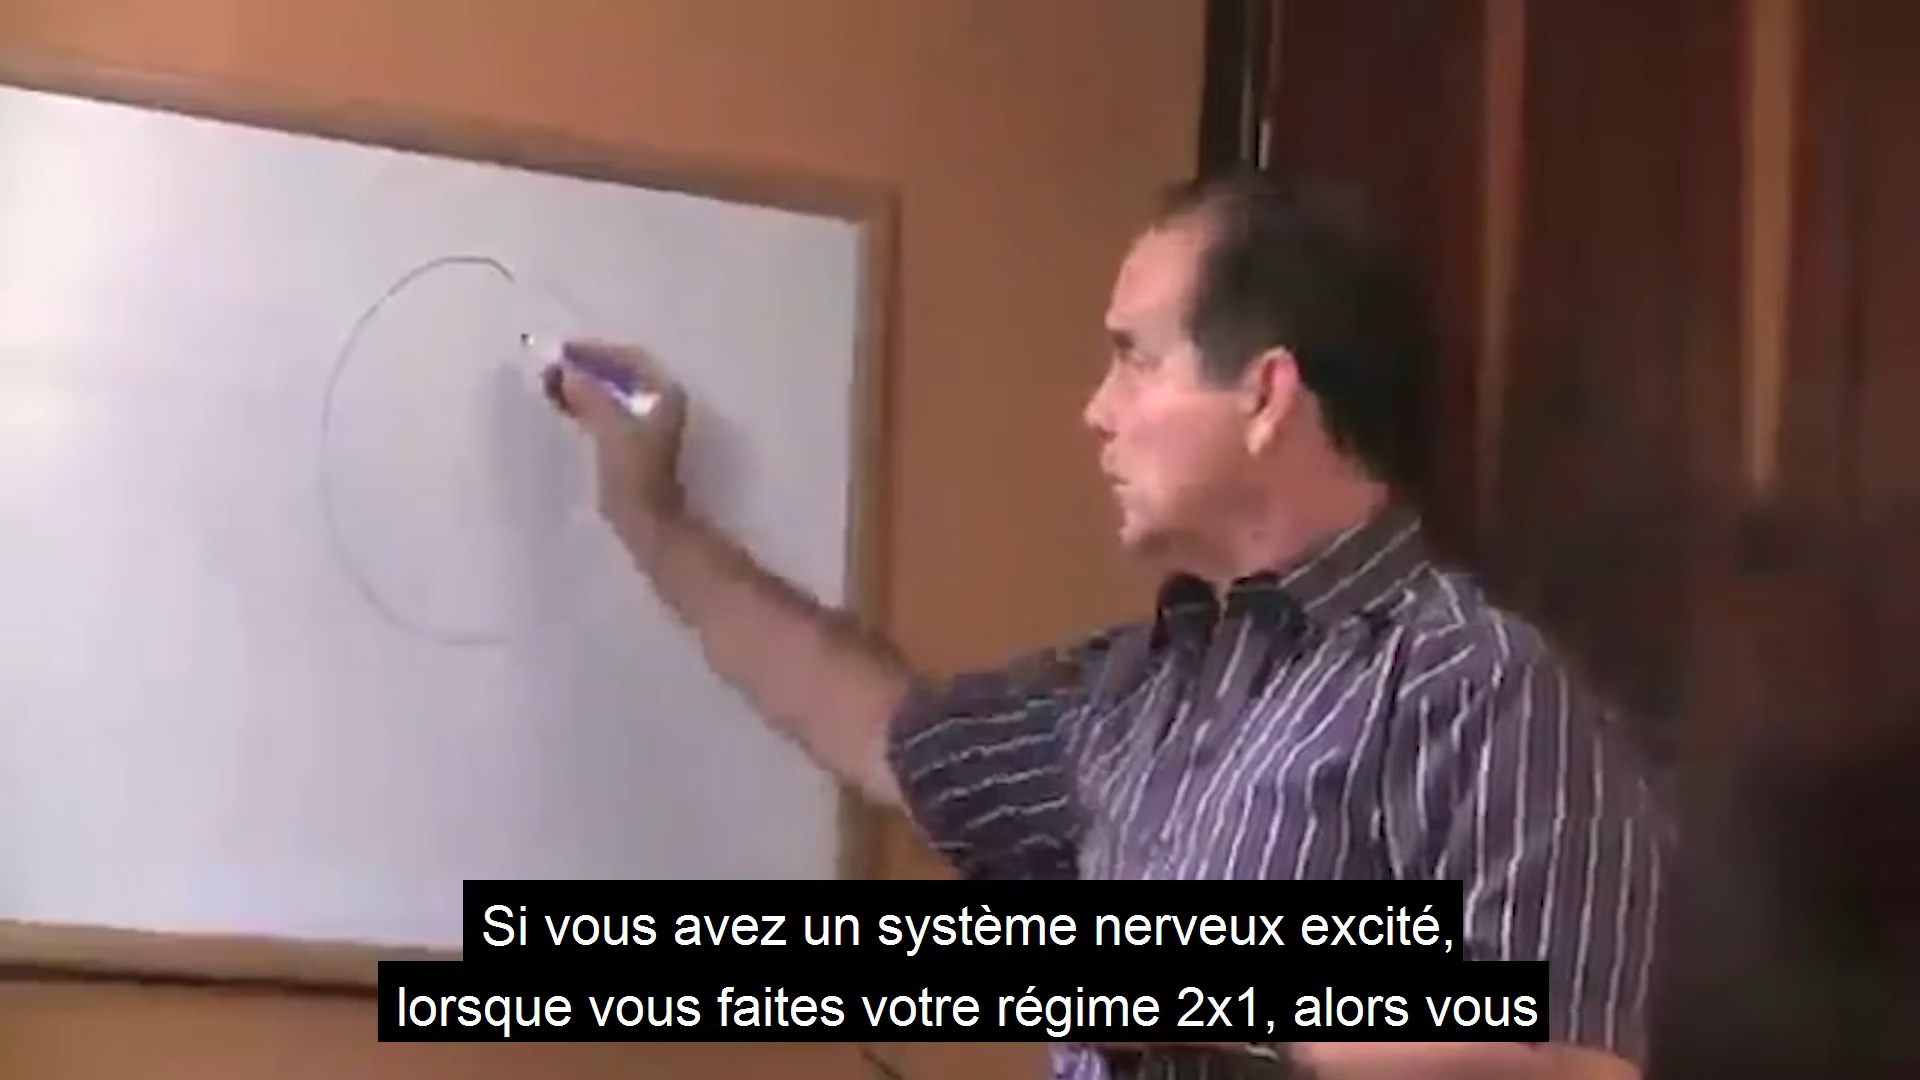 Si vous avez un système nerveux excité,
lorsque vous faites votre régime 2x1, alors vous